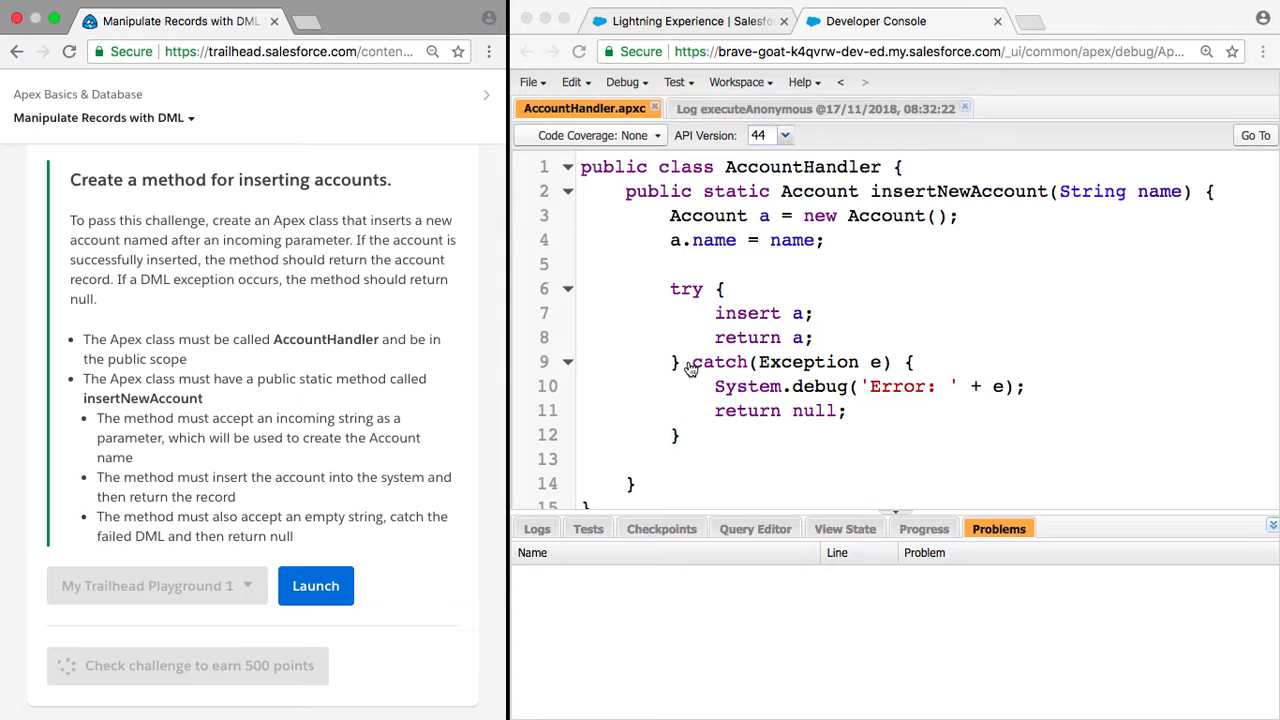 Manipulate Records with DML
Secure https://trailhead.salesforce.com/conten...
Apex Basics & Database
Manipulate Records with DML
Create a method for inserting accounts.
To pass this challenge, create an Apex class that inserts a new
account named after an incoming parameter. If the account is
successfully inserted, the method should return the account
record. If a DML exception occurs, the method should return
null.
The Apex class must be called AccountHandler and be in
the public scope
The Apex class must have a public static method called
insertNewAccount
The method must accept an incoming string as a
parameter, which will be used to create the Account
name
The method must insert the account into the system and
then return the record
The method must also accept an empty string, catch the
failed DML and then return null
My Trailhead Playground 1
Launch
Check challenge to earn 500 points
Lightning Experience | Salesfo
Developer Console
Secure https://brave-goat-k4qvrw-dev-ed.my.salesforce.com/_ui/common/apex/debug/Ap...
File Edit Debug Test Workspace Help < >
AccountHandler.apxc Log executeAnonymous @17/11/2018, 08:32:22
Code Coverage: None API Version: 44 Go To
1 public class AccountHandler {
2 public static Account insertNewAccount(String name) {
3 Account a = new Account();
4 a.name = name;
5
6 try {
7 insert a;
8 return a;
9 } catch(Exception e) {
10 System.debug('Error: ' + e);
11 return null;
12 }
13
14 }
15 }
Logs Tests Checkpoints Query Editor View State Progress Problems
Name Line Problem